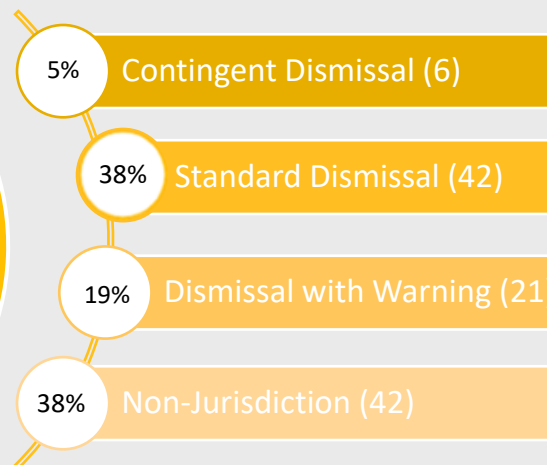 5% Contingent Dismissal (6)
38% Standard Dismissal (42)
19% Dismissal with Warning (21
38% Non-Jurisdiction (42)